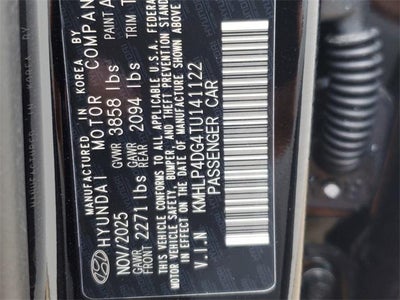 MANUFACTURED IN KOREA BY
HYUNDAI MOTOR COMPANY
NOV/2025 GVWR 3858 lbs PAINT
GAWR FRONT 2271 lbs GAWR REAR 2094 lbs TRIM
THIS VEHICLE CONFORMS TO ALL APPLICABLE U.S.A. FEDERAL
MOTOR VEHICLE SAFETY, BUMPER, AND THEFT PREVENTION STANDARDS
IN EFFECT ON THE DATE OF MANUFACTURE SHOWN ABOVE.
V.I.N KMHLP4DG4TU141122
PASSENGER CAR